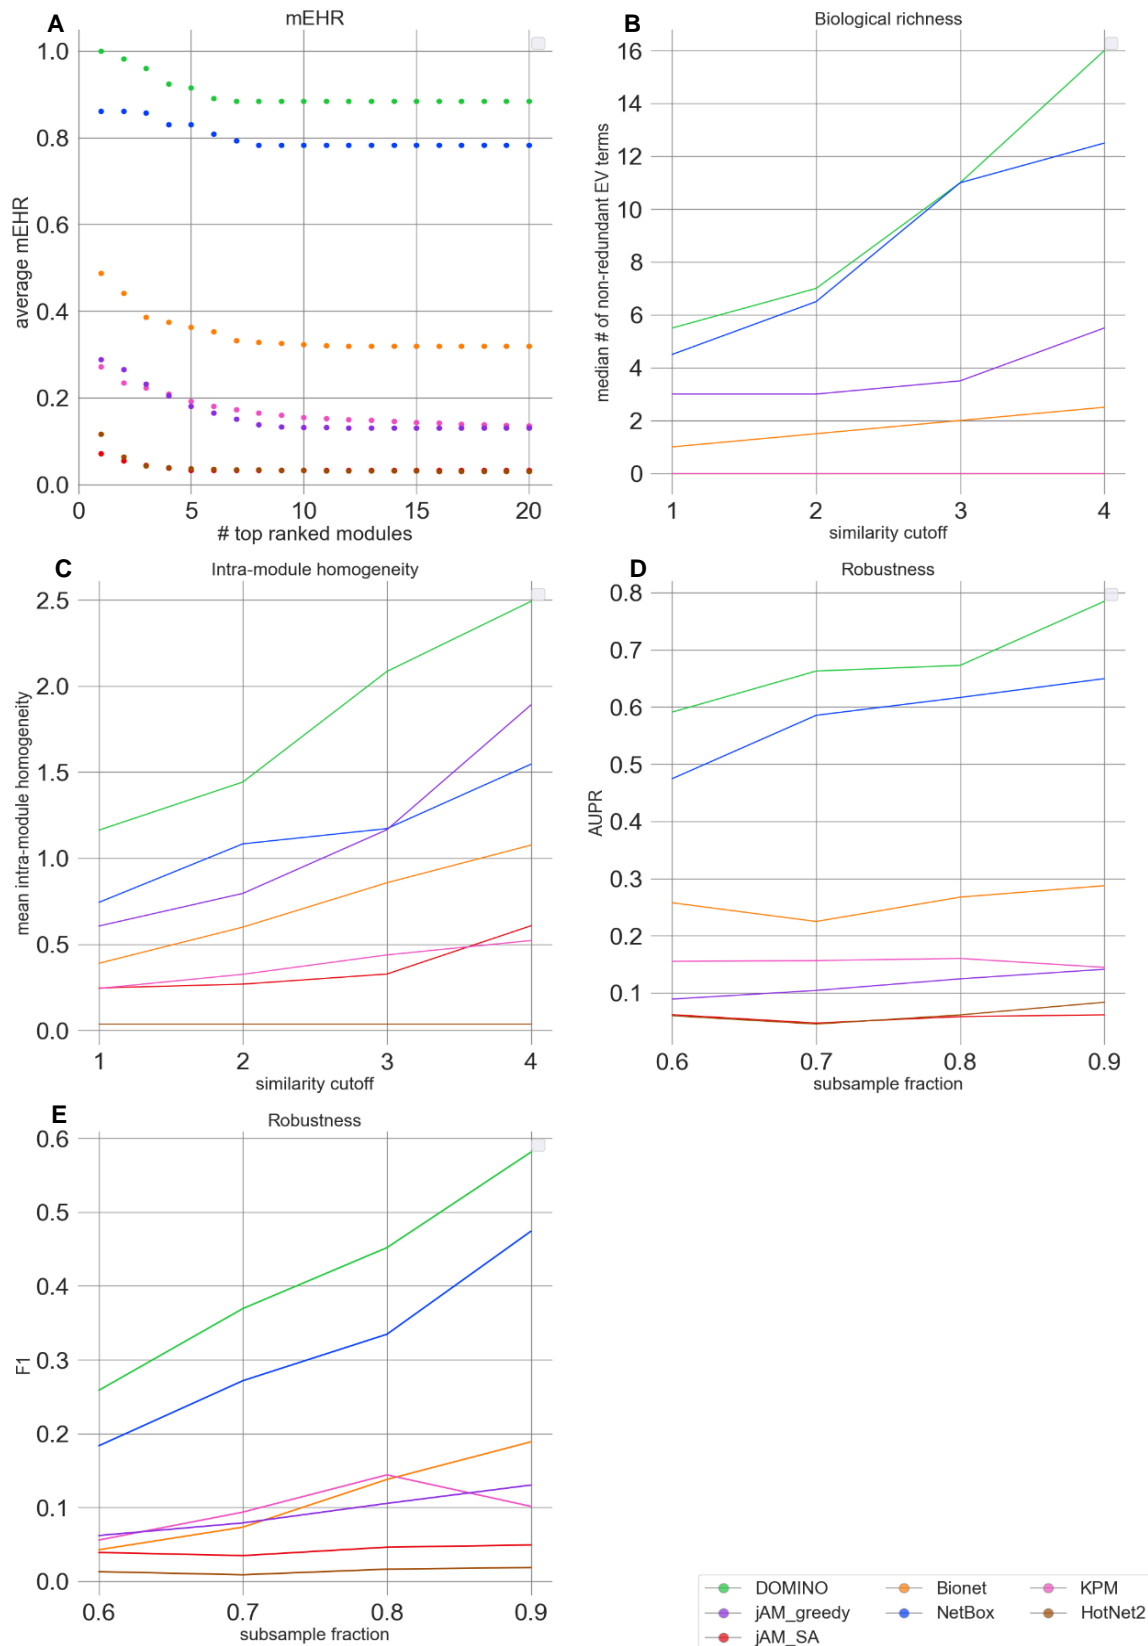 A
mEHR
1.0
0.8
0.6
0.4
0.2
0.0
average mEHR
0 5 10 15 20
# top ranked modules
B
Biological richness
16
14
12
10
8
6
4
2
0
median # of non-redundant EV terms
1 2 3 4
similarity cutoff
C
Intra-module homogeneity
2.5
2.0
1.5
1.0
0.5
0.0
mean intra-module homogeneity
1 2 3 4
similarity cutoff
D
Robustness
0.8
0.7
0.6
0.5
0.4
0.3
0.2
0.1
AUPR
0.6 0.7 0.8 0.9
subsample fraction
E
Robustness
0.6
0.5
0.4
0.3
0.2
0.1
0.0
F1
0.6 0.7 0.8 0.9
subsample fraction
DOMINO Bionet KPM
jAM_greedy NetBox HotNet2
jAM_SA